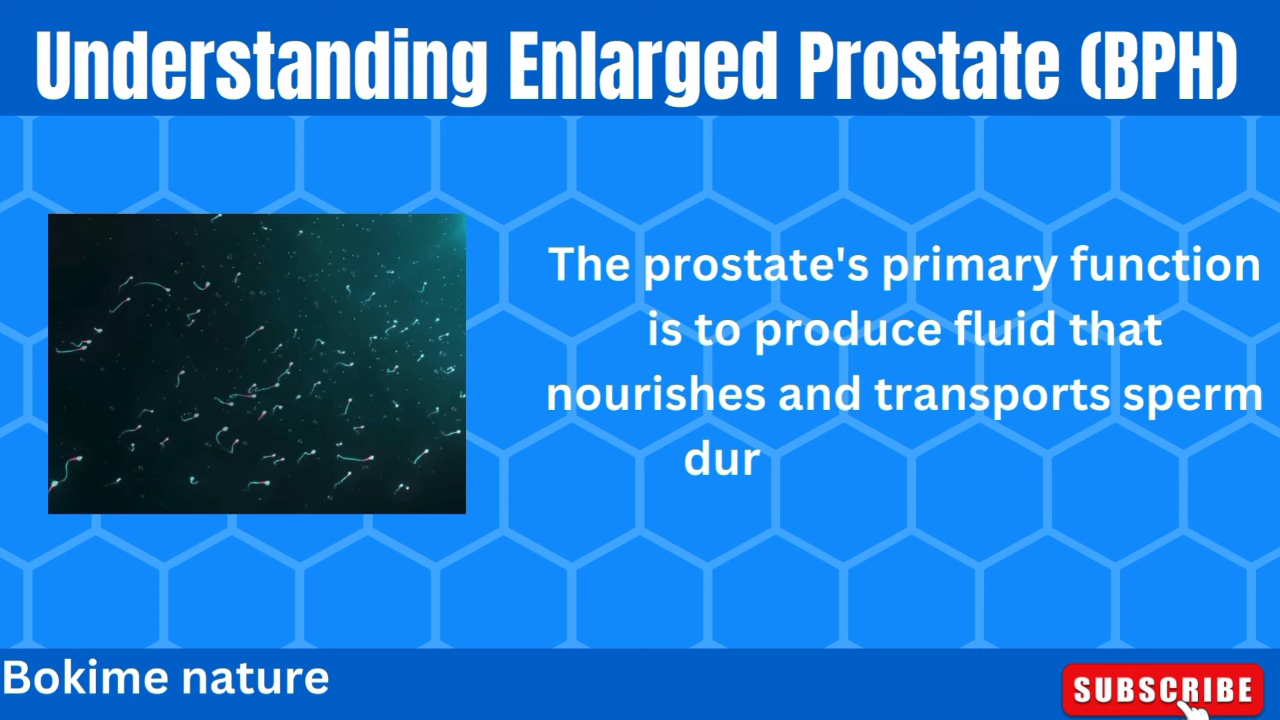 Understanding Enlarged Prostate (BPH)
The prostate's primary function
is to produce fluid that
nourishes and transports sperm
dur
Bokime nature
SUBSCRIBE